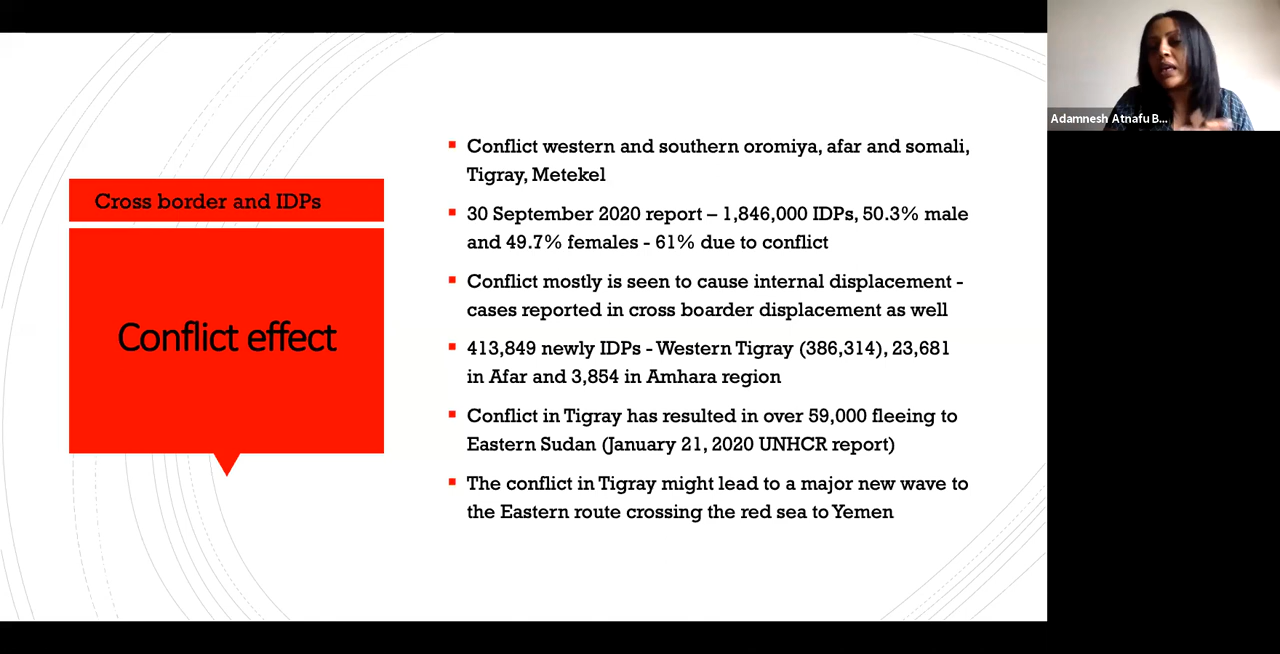 Cross border and IDPs
Conflict effect
Conflict western and southern oromiya, afar and somali,
Tigray, Metekel
30 September 2020 report – 1,846,000 IDPs, 50.3% male
and 49.7% females - 61% due to conflict
Conflict mostly is seen to cause internal displacement -
cases reported in cross boarder displacement as well
413,849 newly IDPs - Western Tigray (386,314), 23,681
in Afar and 3,854 in Amhara region
Conflict in Tigray has resulted in over 59,000 fleeing to
Eastern Sudan (January 21, 2020 UNHCR report)
The conflict in Tigray might lead to a major new wave to
the Eastern route crossing the red sea to Yemen
Adamnesh Atnafu B...